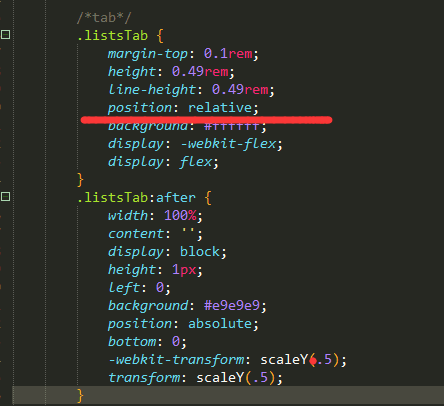 /*tab*/
.listsTab {
margin-top: 0.1rem;
height: 0.49rem;
line-height: 0.49rem;
position: relative;
background: #ffffff;
display: -webkit-flex;
display: flex;
}
.listsTab:after {
width: 100%;
content: '';
display: block;
height: 1px;
left: 0;
background: #e9e9e9;
position: absolute;
bottom: 0;
-webkit-transform: scaleY(.5);
transform: scaleY(.5);
}